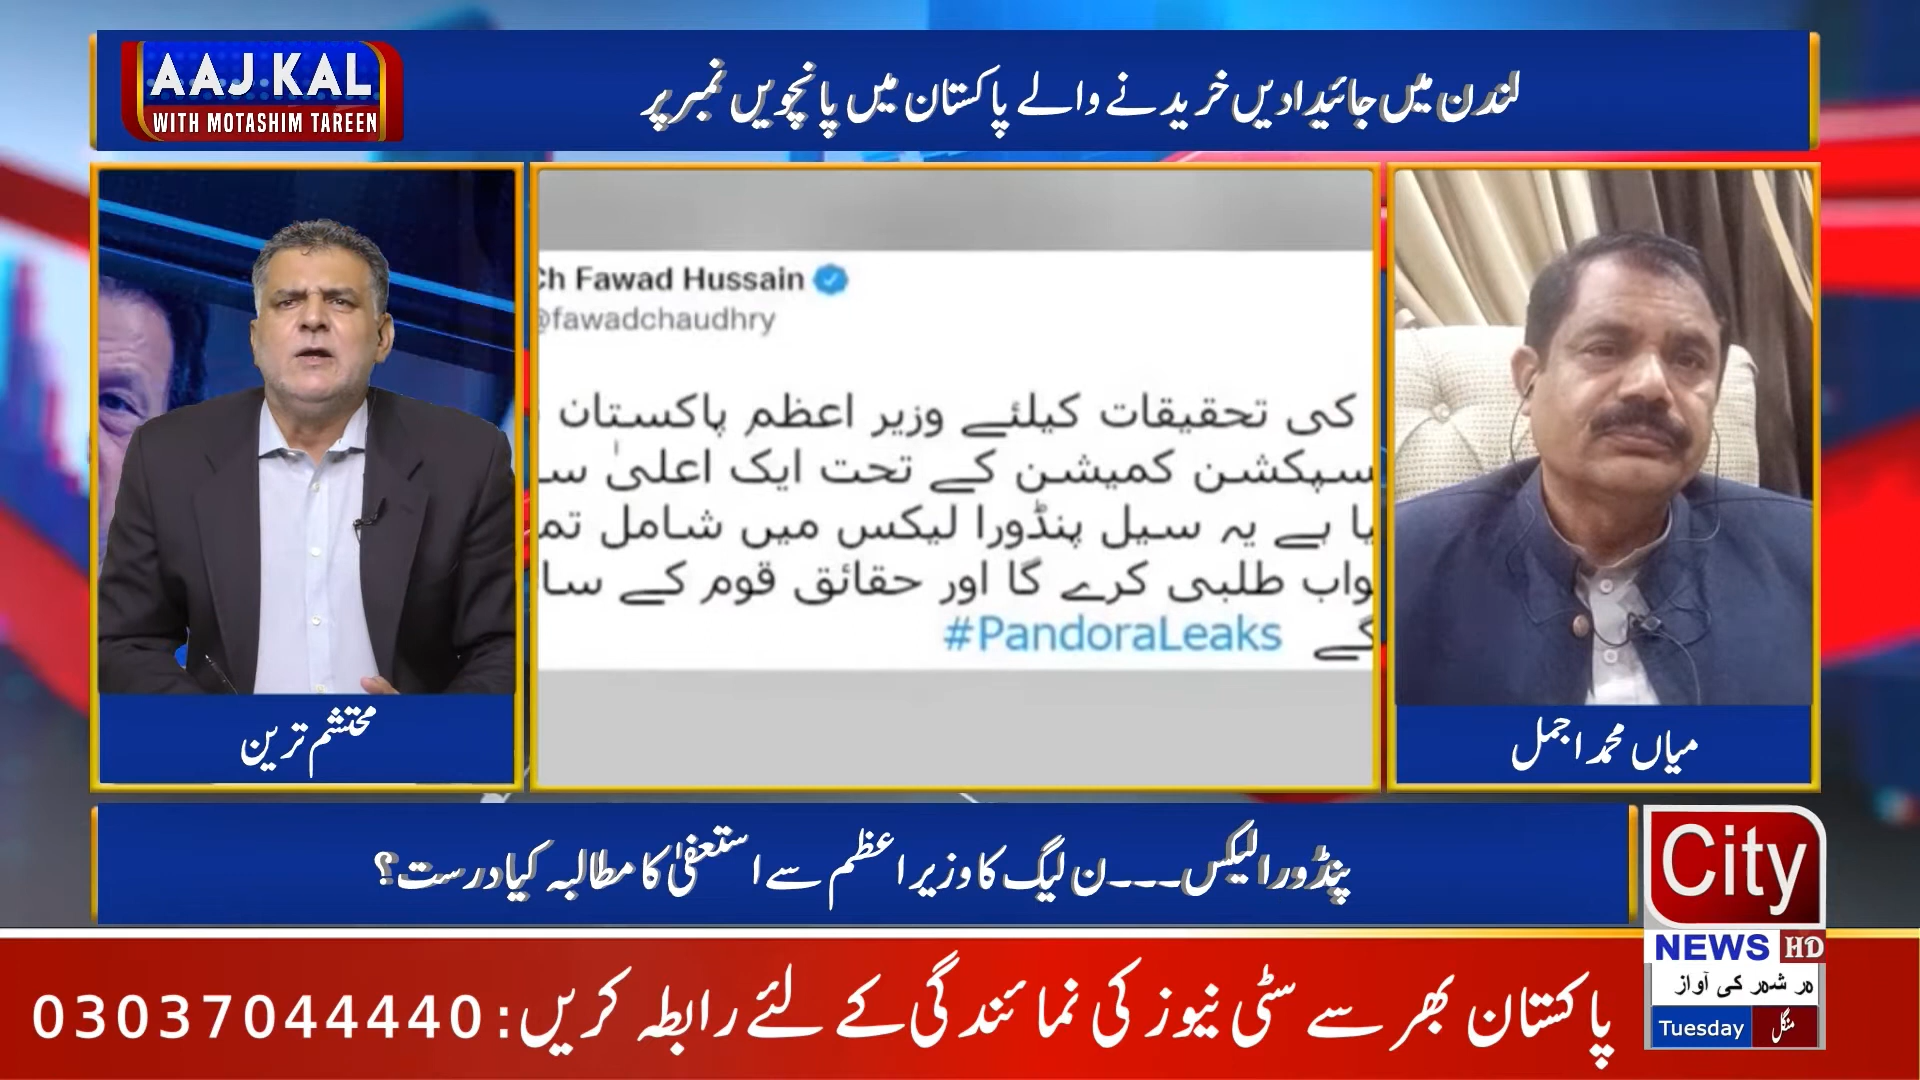 AAJ KAL
WITH MOTASHIM TAREEN
لندن میں جائیدادیں خریدنے والے پاکستان میں پانچویں نمبر پر
Ch Fawad Hussain
@fawadchaudhry
کی تحقیقات کیلئے وزیر اعظم پاکستان
سپکشن کمیشن کے تحت ایک اعلیٰ سـ
یا ہے یہ سیل پنڈورا لیکس میں شامل تمـ
واب طلبی کرے گا اور حقائق قوم کے سا
گے #PandoraLeaks
محتشم ترین
میاں محمد اجمل
پنڈورا لیکس۔۔۔ن لیگ کا وزیر اعظم سے استعفیٰ کا مطالبہ کیا درست؟
City
NEWS HD
ہر شہر کی آواز
Tuesday منگل
پاکستان بھر سے سٹی نیوز کی نمائندگی کے لئے رابطہ کریں: 03037044440